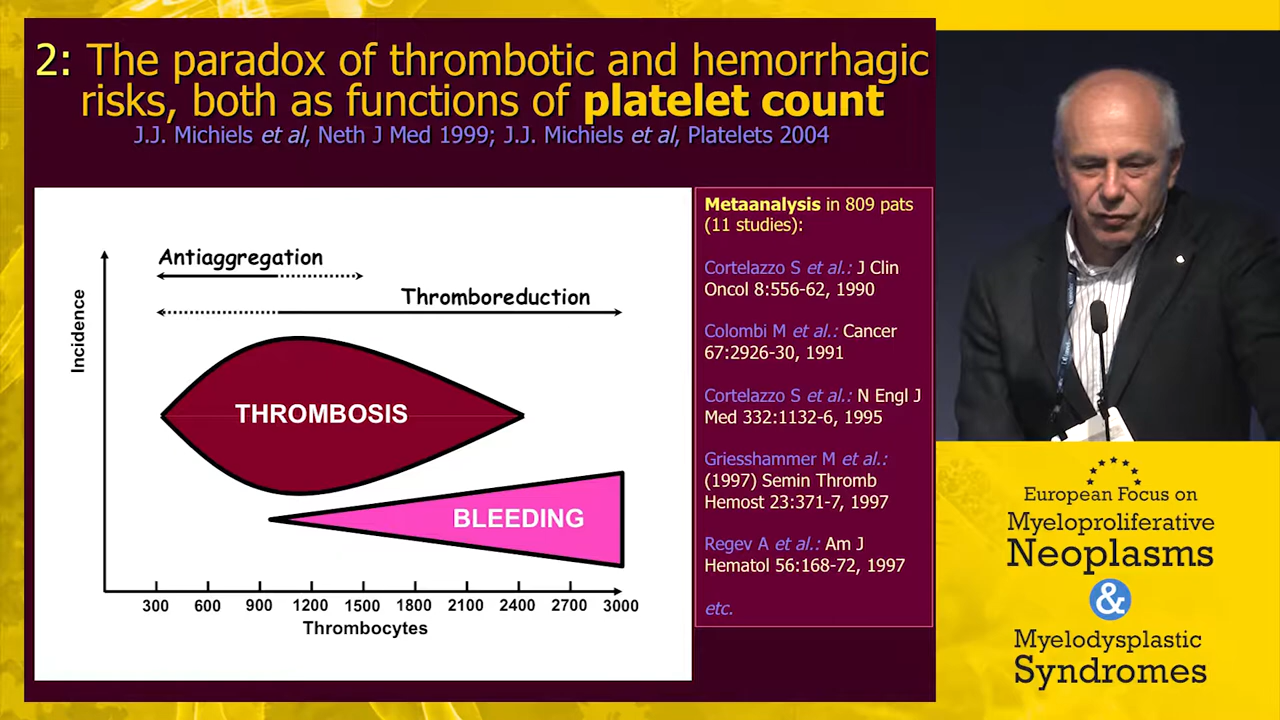 2: The paradox of thrombotic and hemorrhagic
risks, both as functions of platelet count
J.J. Michiels et al, Neth J Med 1999; J.J. Michiels et al, Platelets 2004
Antiaggregation
Thromboreduction
Incidence
THROMBOSIS
BLEEDING
300 600 900 1200 1500 1800 2100 2400 2700 3000
Thrombocytes
Metaanalysis in 809 pats
(11 studies):
Cortelazzo S et al.: J Clin
Oncol 8:556-62, 1990
Colombi M et al.: Cancer
67:2926-30, 1991
Cortelazzo S et al.: N Engl J
Med 332:1132-6, 1995
Griesshammer M et al.:
(1997) Semin Thromb
Hemost 23:371-7, 1997
Regev A et al.: Am J
Hematol 56:168-72, 1997
etc.
European Focus on
Myeloproliferative
Neoplasms
&
Myelodysplastic
Syndromes